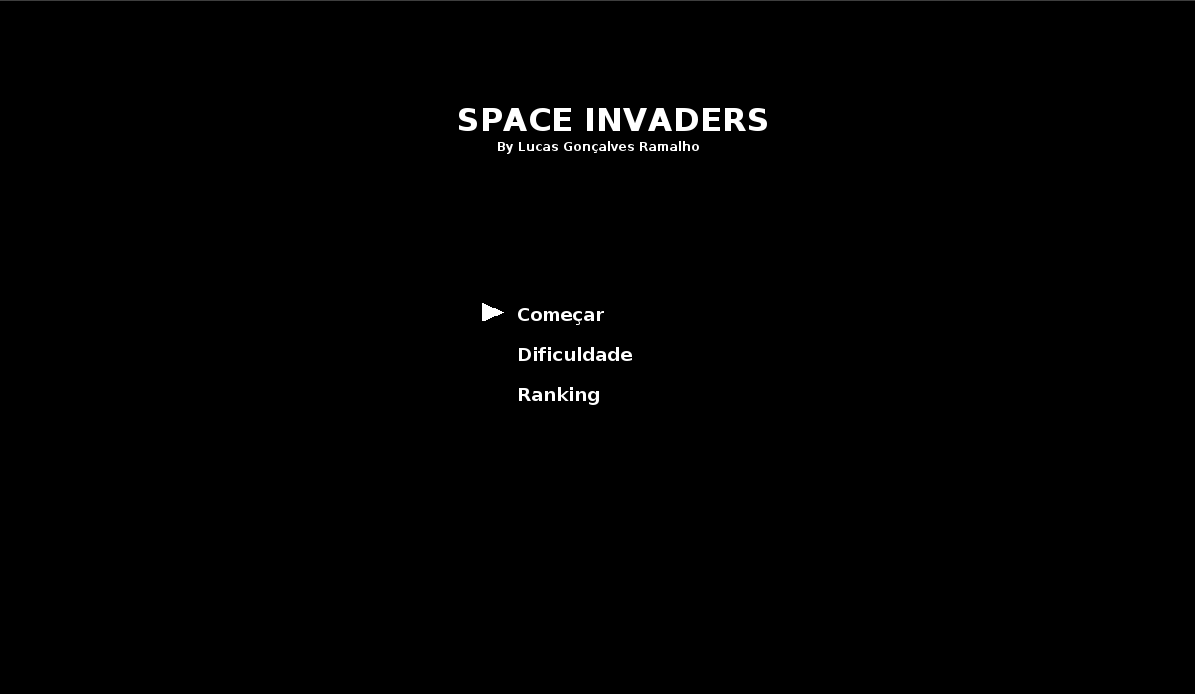 SPACE INVADERS
By Lucas Gonçalves Ramalho
Começar
Dificuldade
Ranking